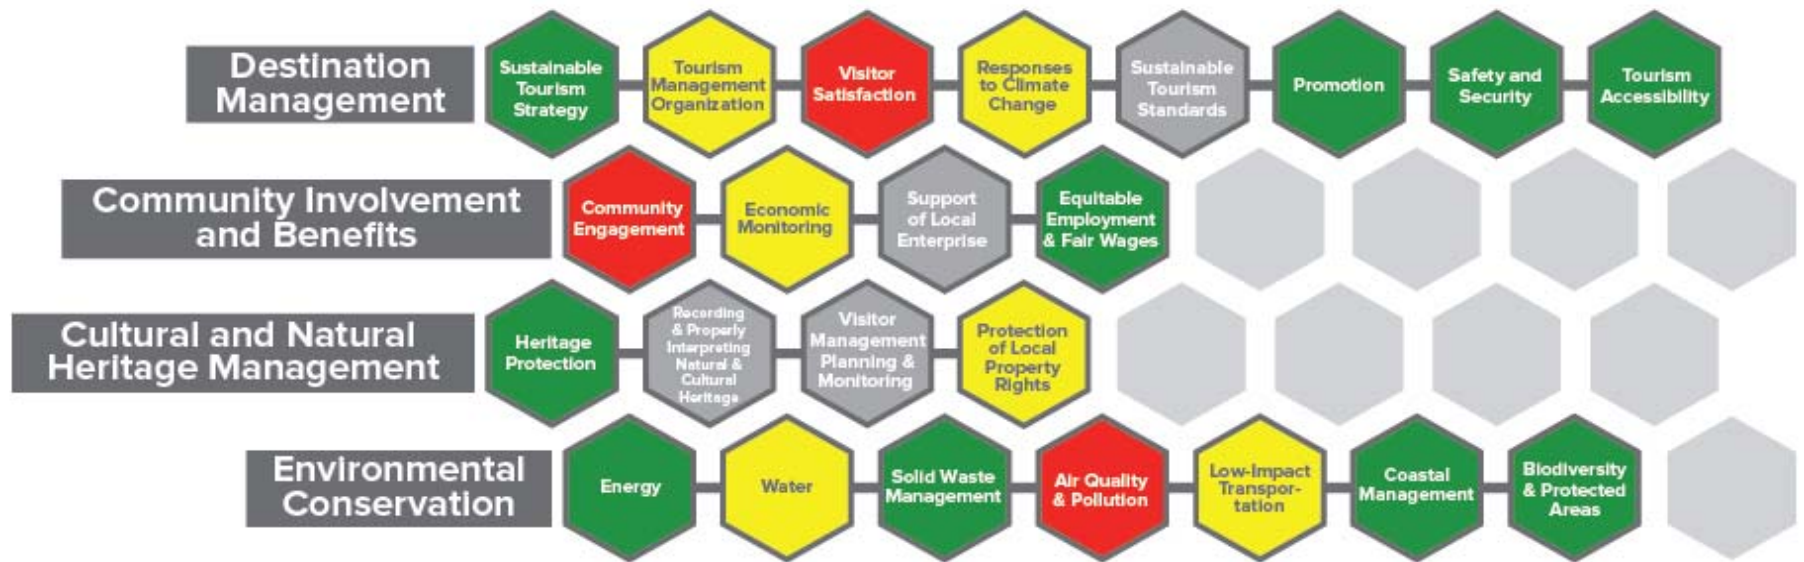 Destination
Management
Sustainable
Tourism
Strategy
Tourism
Management
Organization
Visitor
Satisfaction
Responses
to Climate
Change
Sustainable
Tourism
Standards
Promotion
Safety and
Security
Tourism
Accessibility
Community Involvement
and Benefits
Community
Engagement
Economic
Monitoring
Support
of Local
Enterprise
Equitable
Employment
& Fair Wages
Cultural and Natural
Heritage Management
Heritage
Protection
Recording
& Properly
Interpreting
Natural &
Cultural
Heritage
Visitor
Management
Planning &
Monitoring
Protection
of Local
Property
Rights
Environmental
Conservation
Energy
Water
Solid Waste
Management
Air Quality
& Pollution
Low-Impact
Transpor-
tation
Coastal
Management
Biodiversity
& Protected
Areas